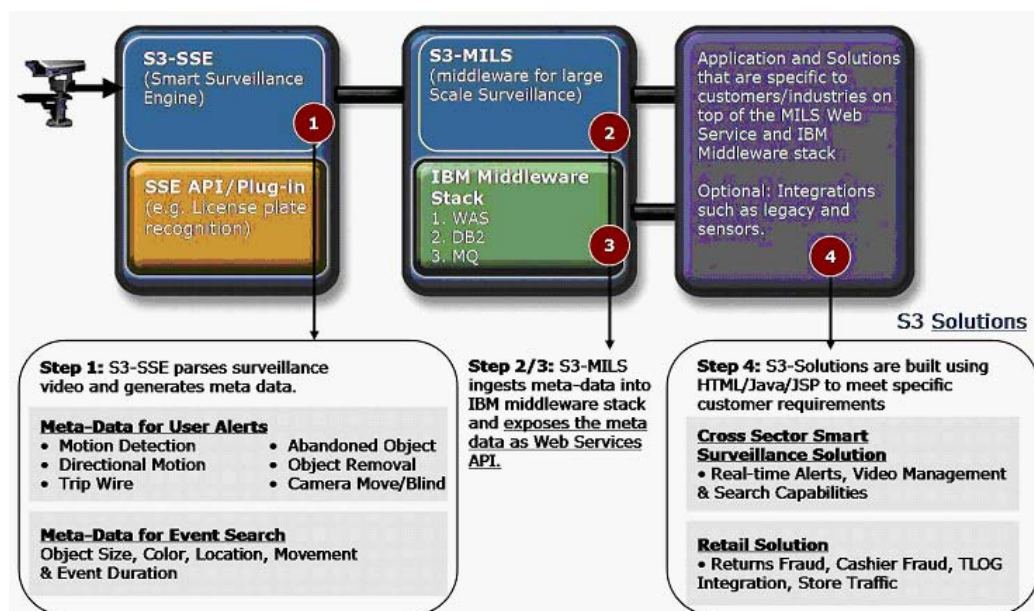 S3-SSE
(Smart Surveillance
Engine)
1
SSE API/Plug-in
(e.g. License plate
recognition)
S3-MILS
(middleware for large
Scale Surveillance)
2
IBM Middleware
Stack
1. WAS
2. DB2
3. MQ
3
Application and Solutions
that are specific to
customers/industries on
top of the MILS Web
Service and IBM
Middleware stack
Optional: Integrations
such as legacy and
sensors.
4
S3 Solutions
Step 1: S3-SSE parses surveillance
video and generates meta data.
Meta-Data for User Alerts
• Motion Detection
• Directional Motion
• Trip Wire
• Abandoned Object
• Object Removal
• Camera Move/Blind
Meta-Data for Event Search
Object Size, Color, Location, Movement
& Event Duration
Step 2/3: S3-MILS
ingests meta-data into
IBM middleware stack
and exposes the meta
data as Web Services
API.
Step 4: S3-Solutions are built using
HTML/Java/JSP to meet specific
customer requirements
Cross Sector Smart
Surveillance Solution
• Real-time Alerts, Video Management
& Search Capabilities
Retail Solution
• Returns Fraud, Cashier Fraud, TLOG
Integration, Store Traffic